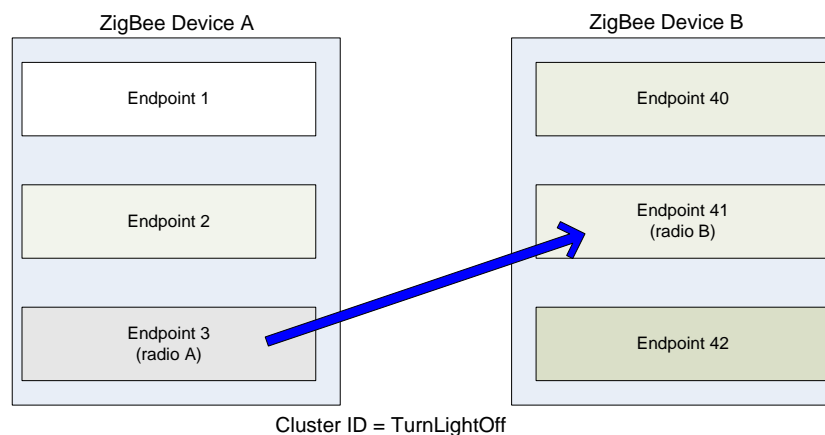 ZigBee Device A
Endpoint 1
Endpoint 2
Endpoint 3
(radio A)
ZigBee Device B
Endpoint 40
Endpoint 41
(radio B)
Endpoint 42
Cluster ID = TurnLightOff